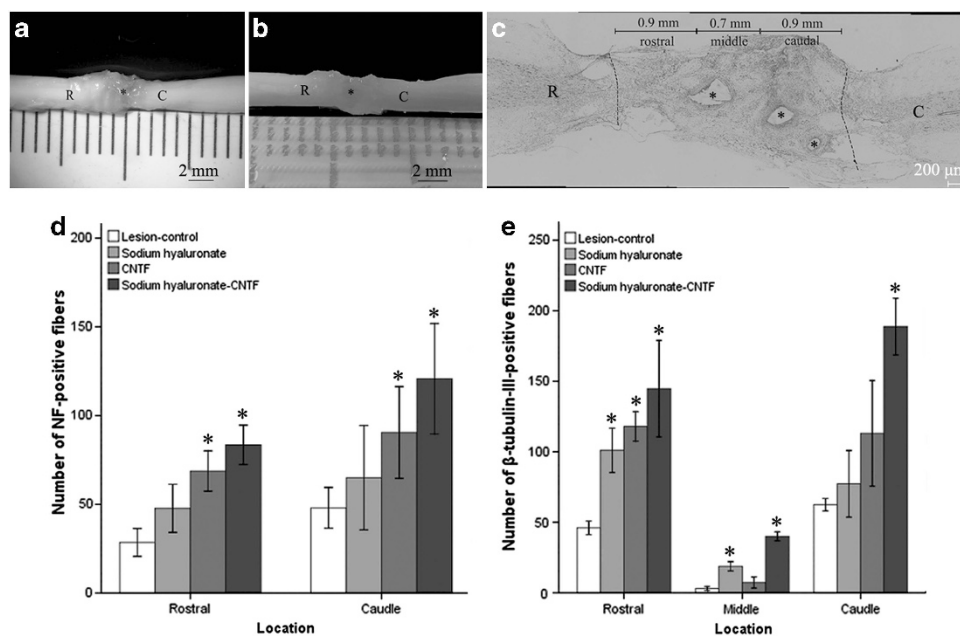 a
R
*
C
2 mm
b
R
*
C
2 mm
c
0.9 mm 0.7 mm 0.9 mm
rostral middle caudal
R
*
*
*
C
200 μm
d
Lesion-control
Sodium hyaluronate
CNTF
Sodium hyaluronate-CNTF
Number of NF-positive fibers
200
150
100
50
0
* * * *
Rostral Caudle
Location
e
Lesion-control
Sodium hyaluronate
CNTF
Sodium hyaluronate-CNTF
Number of β-tubulin-III-positive fibers
250
200
150
100
50
0
* * * * * *
Rostral Middle Caudle
Location